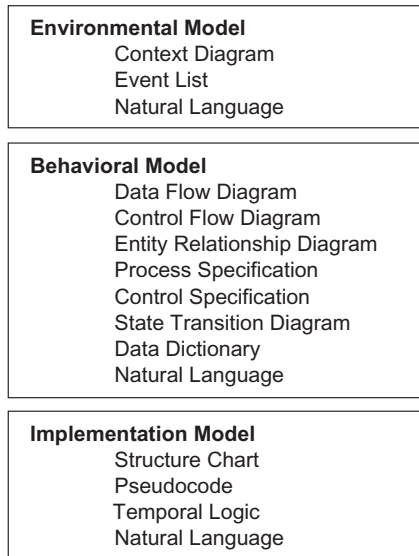 Environmental Model
Context Diagram
Event List
Natural Language
Behavioral Model
Data Flow Diagram
Control Flow Diagram
Entity Relationship Diagram
Process Specification
Control Specification
State Transition Diagram
Data Dictionary
Natural Language
Implementation Model
Structure Chart
Pseudocode
Temporal Logic
Natural Language